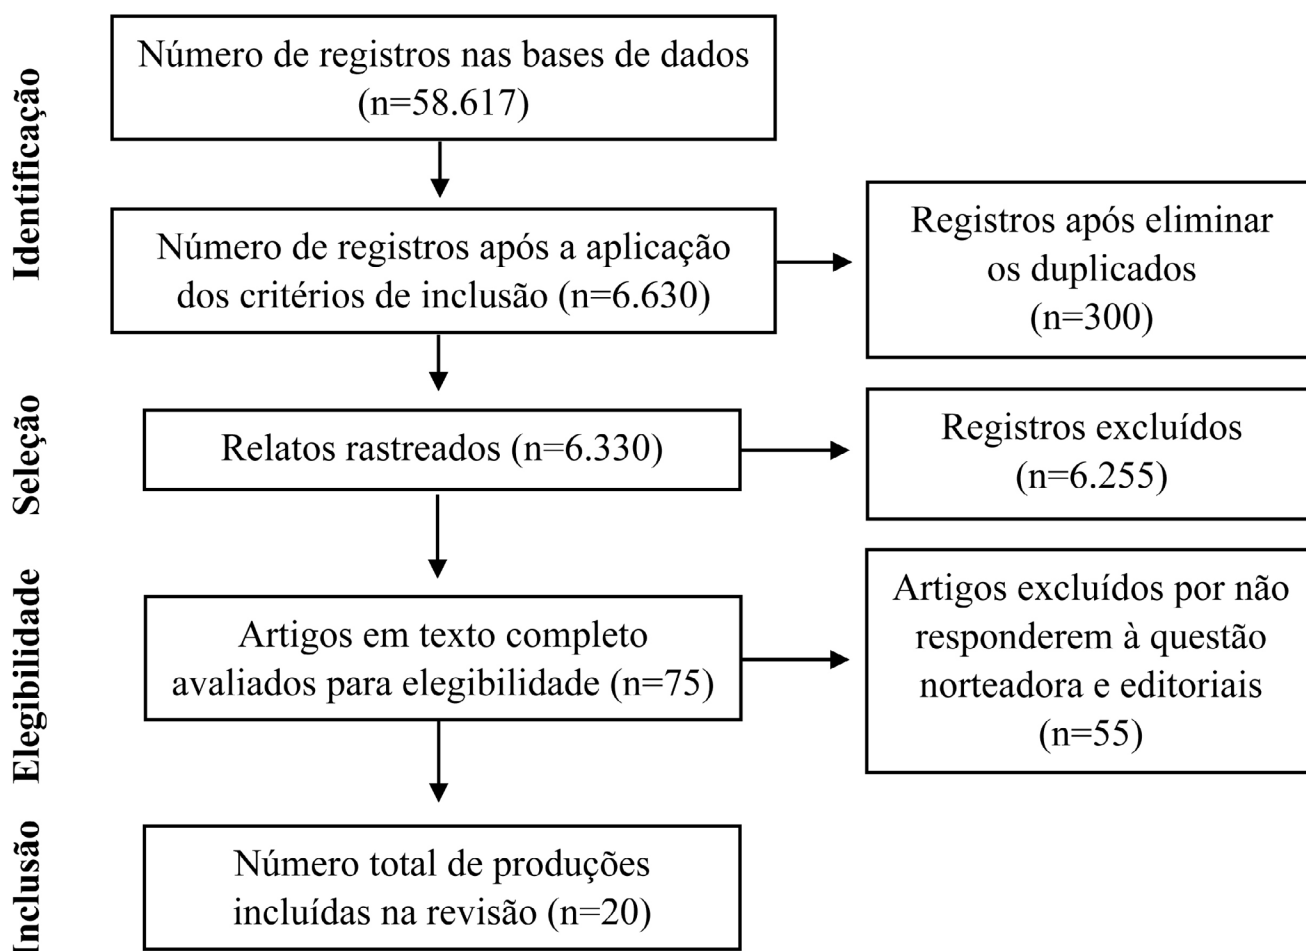 Identificação
Número de registros nas bases de dados
(n=58.617)
Número de registros após a aplicação
dos critérios de inclusão (n=6.630)
Registros após eliminar
os duplicados
(n=300)
Seleção
Relatos rastreados (n=6.330)
Registros excluídos
(n=6.255)
Elegibilidade
Artigos em texto completo
avaliados para elegibilidade (n=75)
Artigos excluídos por não
responderem à questão
norteadora e editoriais
(n=55)
Inclusão
Número total de produções
incluídas na revisão (n=20)